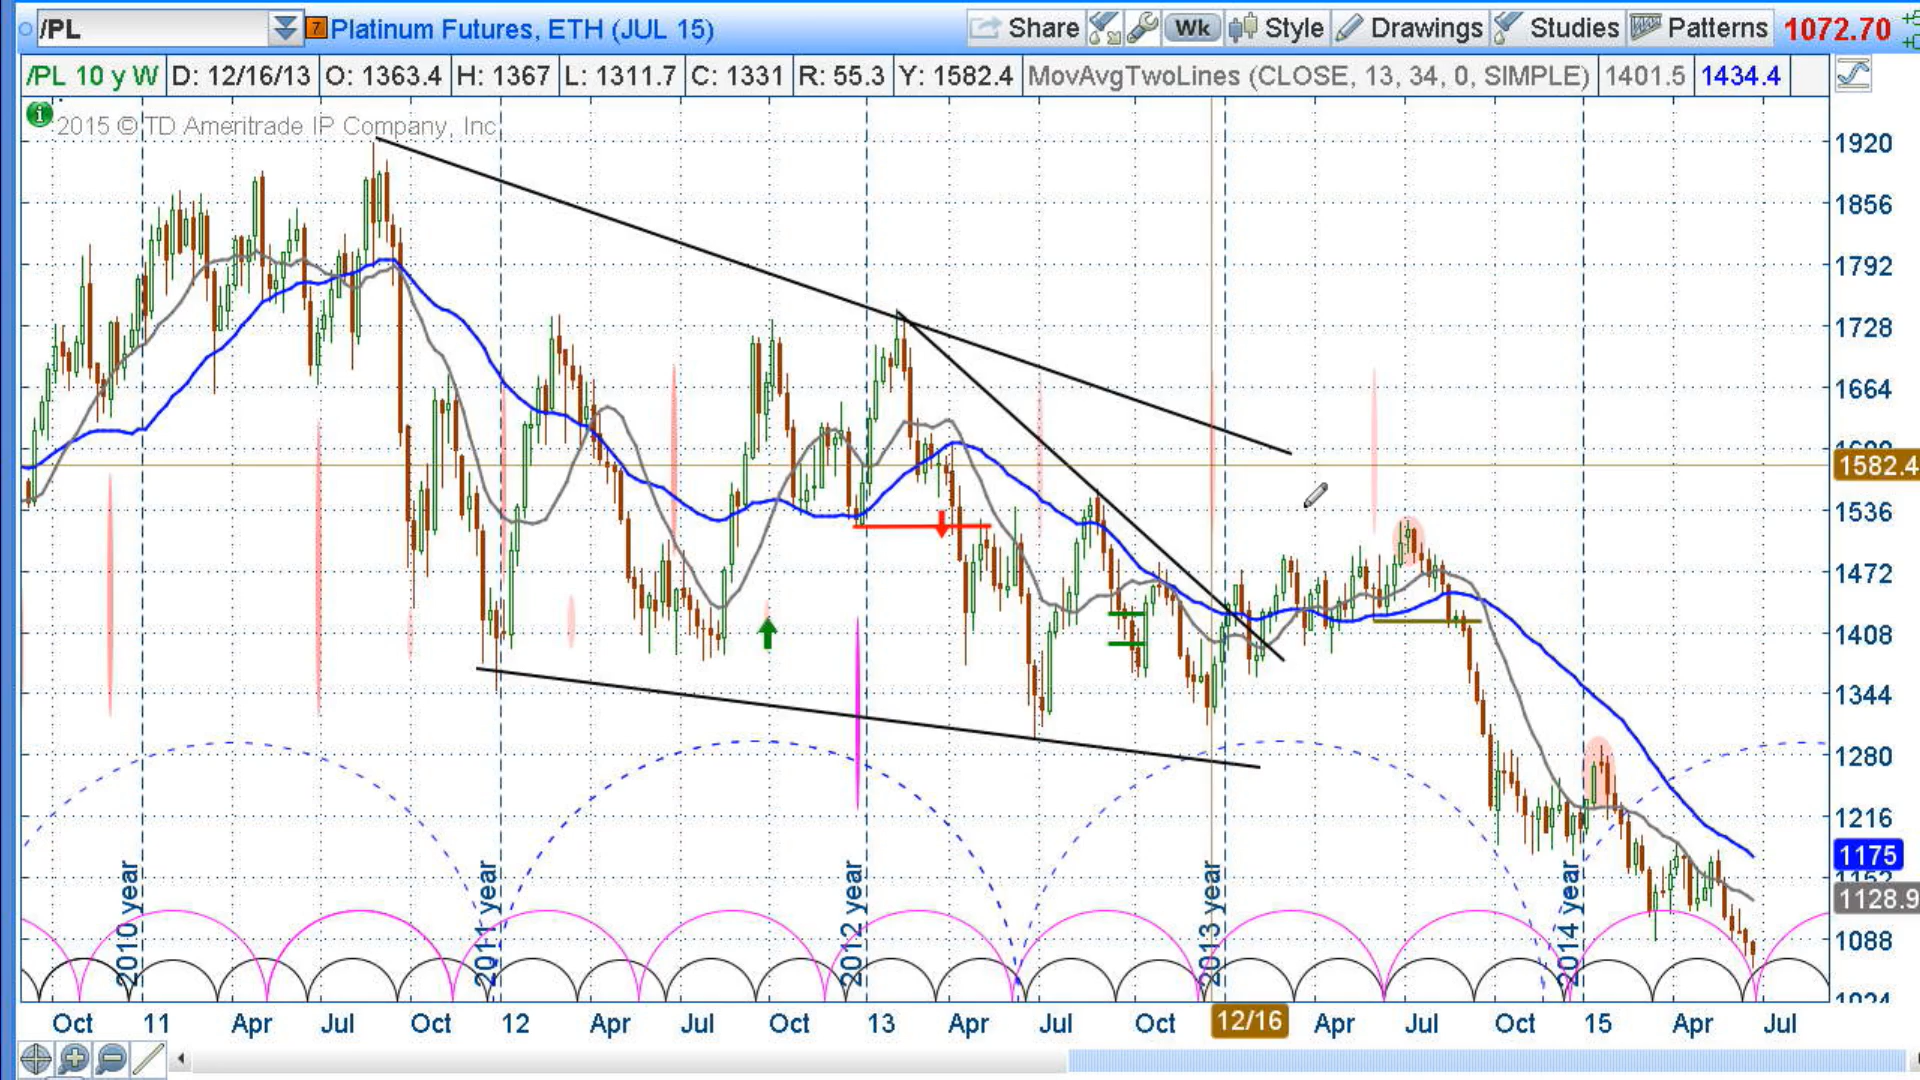 /PL 7 Platinum Futures, ETH (JUL 15) Share Wk Style Drawings Studies Patterns 1072.70
/PL 10 y W D: 12/16/13 O: 1363.4 H: 1367 L: 1311.7 C: 1331 R: 55.3 Y: 1582.4 MovAvgTwoLines (CLOSE, 13, 34, 0, SIMPLE) 1401.5 1434.4
2015 © TD Ameritrade IP Company, Inc
1920
1856
1792
1728
1664
1600
1582.4
1536
1472
1408
1344
1280
1216
1175
1152
1128.9
1088
1024
2010 year
2011 year
2012 year
2013 year
2014 year
Oct 11 Apr Jul Oct 12 Apr Jul Oct 13 Apr Jul Oct 12/16 Apr Jul Oct 15 Apr Jul